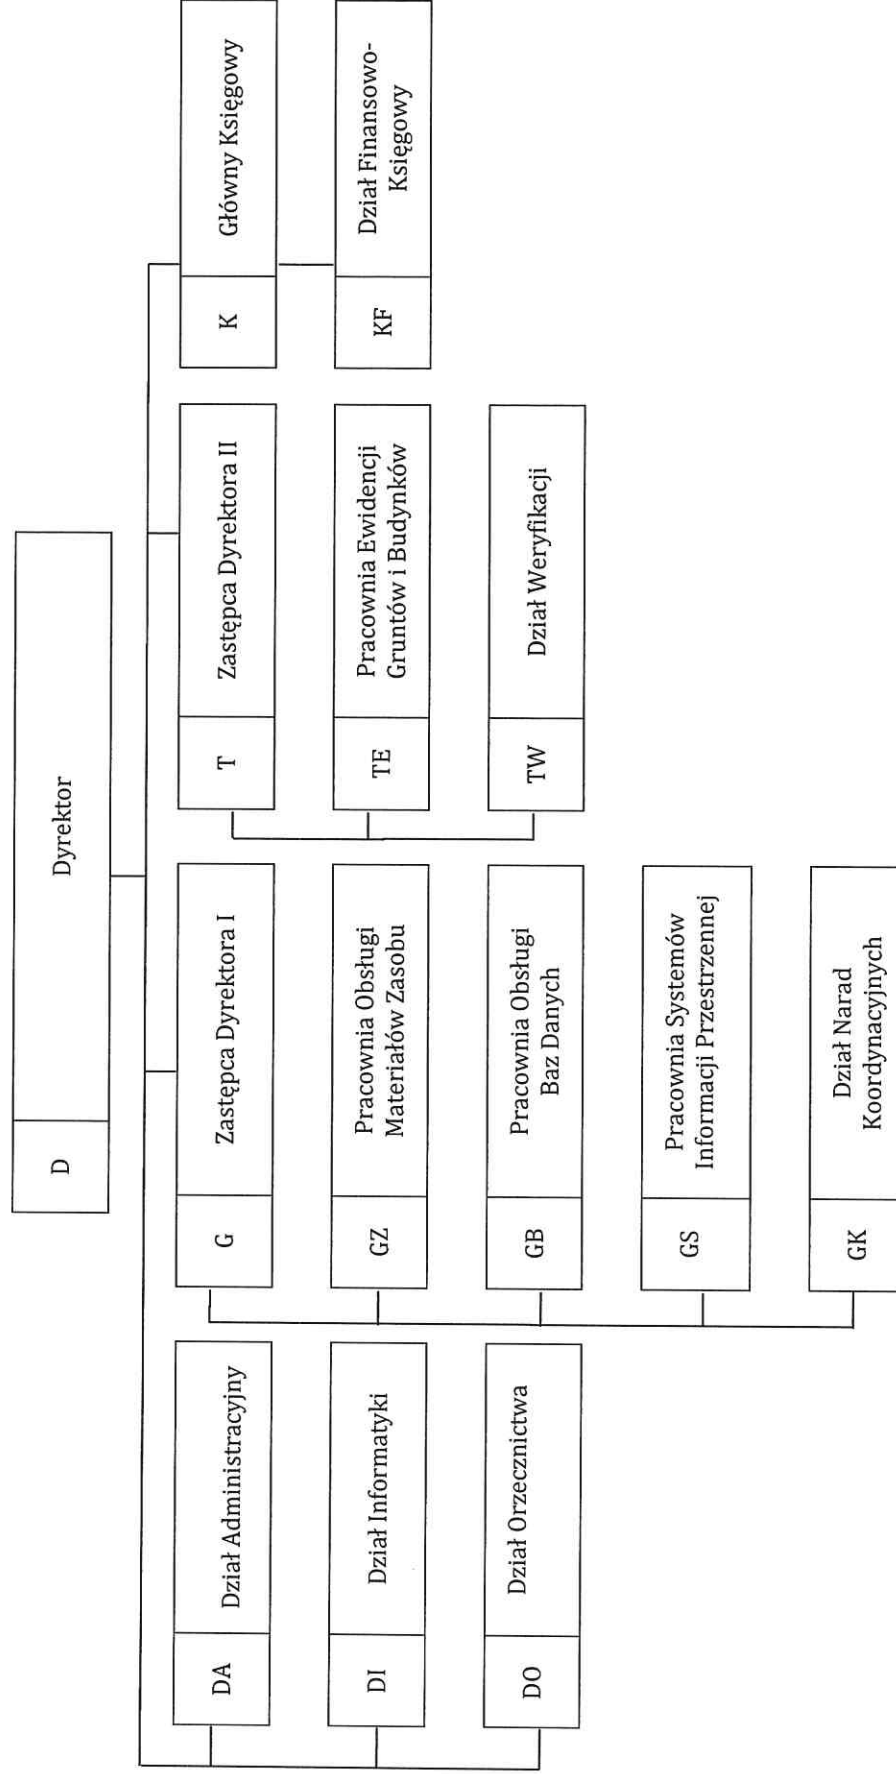 D
Dyrektor
DA
Dział Administracyjny
DI
Dział Informatyki
DO
Dział Orzecznictwa
G
Zastępca Dyrektora I
GZ
Pracownia Obsługi
Materiałów Zasobu
GB
Pracownia Obsługi
Baz Danych
GS
Pracownia Systemów
Informacji Przestrzennej
GK
Dział Narad
Koordynacyjnych
T
Zastępca Dyrektora II
TE
Pracownia Ewidencji
Gruntów i Budynków
TW
Dział Weryfikacji
K
Główny Księgowy
KF
Dział Finansowo-
Księgowy